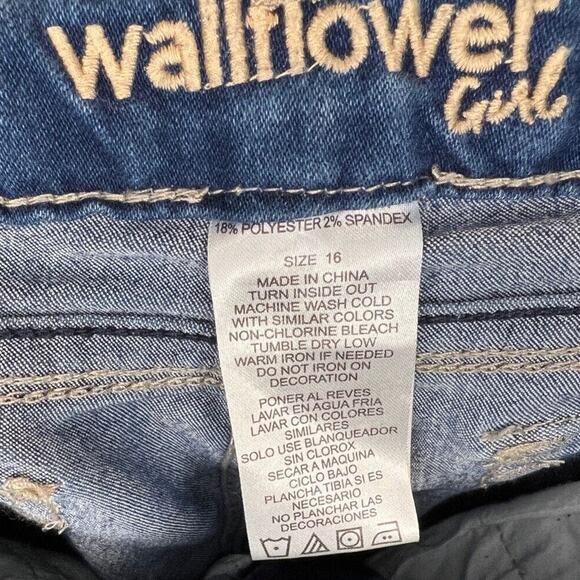 wallflower
Girl
18% POLYESTER 2% SPANDEX
SIZE 16
MADE IN CHINA
TURN INSIDE OUT
MACHINE WASH COLD
WITH SIMILAR COLORS
NON-CHLORINE BLEACH
TUMBLE DRY LOW
WARM IRON IF NEEDED
DO NOT IRON ON
DECORATION
PONER AL REVES
LAVAR EN AGUA FRIA
LAVAR CON COLORES
SIMILARES
SOLO USE BLANQUEADOR
SIN CLOROX
SECAR A MAQUINA
CICLO BAJO
PLANCHA TIBIA SI ES
NECESARIO
NO PLANCHAR LAS
DECORACIONES